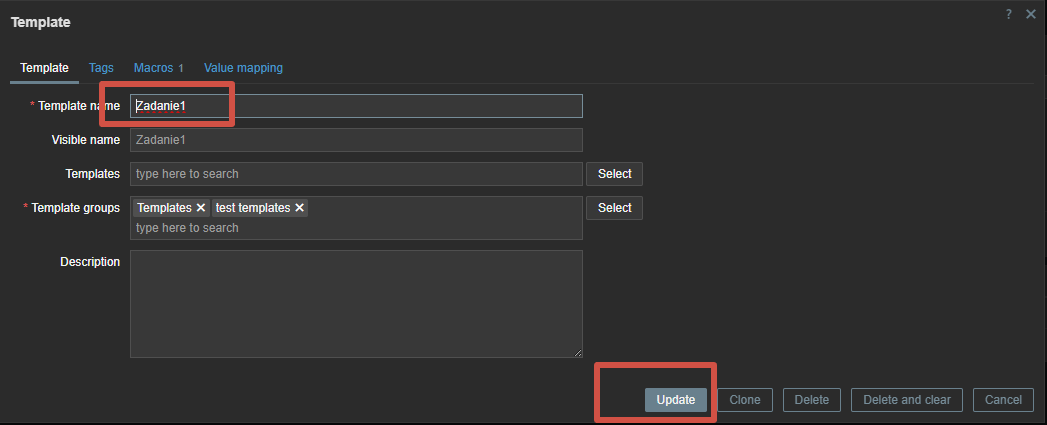 Template
? ×
Template Tags Macros 1 Value mapping
* Template name Zadanie1
Visible name Zadanie1
Templates type here to search Select
* Template groups Templates × test templates × Select
type here to search
Description
Update Clone Delete Delete and clear Cancel